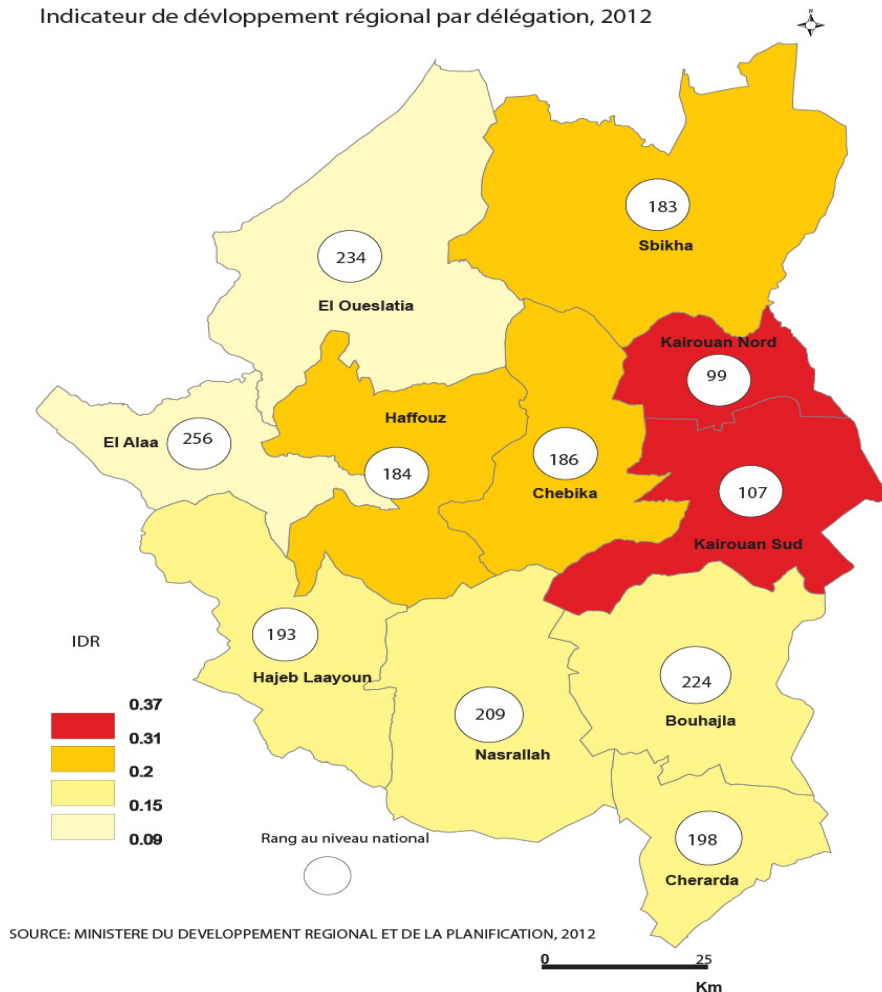 Indicateur de dévloppement régional par délégation, 2012
N
183
Sbikha
234
El Oueslatia
Kairouan Nord
99
Haffouz
El Alaa
256
184
186
Chebika
107
Kairouan Sud
193
Hajeb Laayoun
IDR
209
Nasrallah
224
Bouhajla
0.37
0.31
0.2
0.15
0.09
Rang au niveau national
198
Cherarda
SOURCE: MINISTERE DU DEVELOPPEMENT REGIONAL ET DE LA PLANIFICATION, 2012
0 25
Km